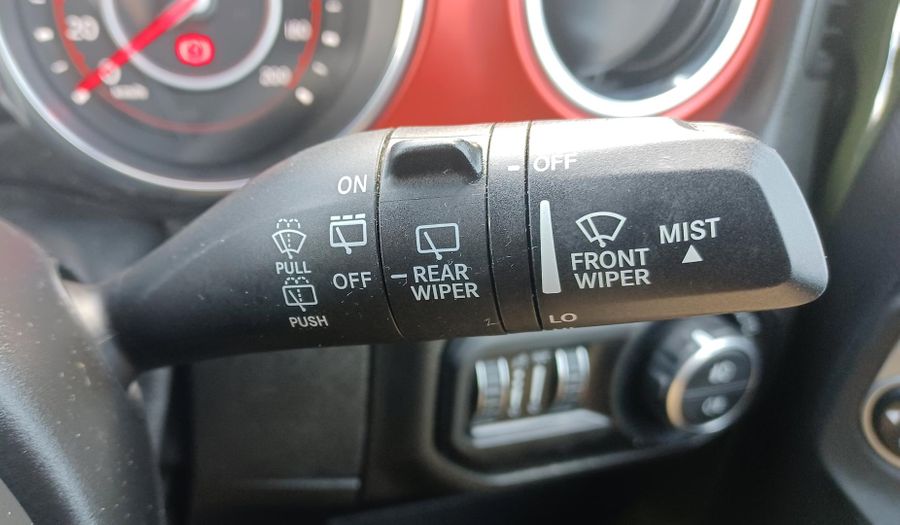 20
180
200
ON
OFF
PULL
PUSH
OFF
REAR
WIPER
FRONT
WIPER
MIST
LO